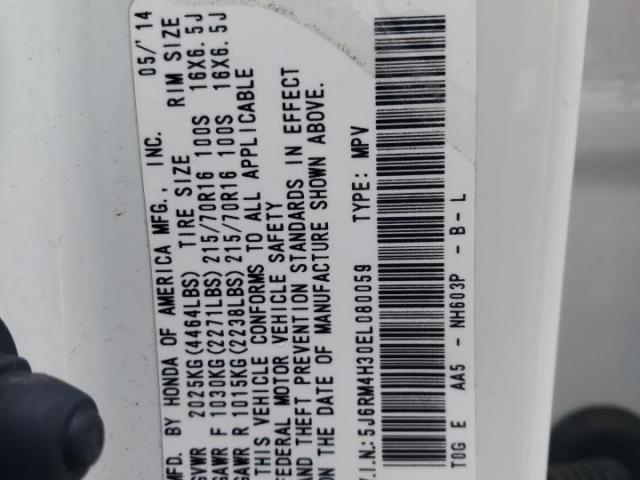 MFD. BY HONDA OF AMERICA MFG., INC. 05/'14
GVWR 2025KG(4464LBS) TIRE SIZE RIM SIZE
GAWR F 1030KG(2271LBS)215/70R16 100S 16X6.5J
GAWR R 1015KG(2238LBS)215/70R16 100S 16X6.5J
THIS VEHICLE CONFORMS TO ALL APPLICABLE
FEDERAL MOTOR VEHICLE SAFETY
AND THEFT PREVENTION STANDARDS IN EFFECT
ON THE DATE OF MANUFACTURE SHOWN ABOVE.
V.I.N.:5J6RM4H30EL080059 TYPE: MPV
T0G E AA5 - NH603P - B - L